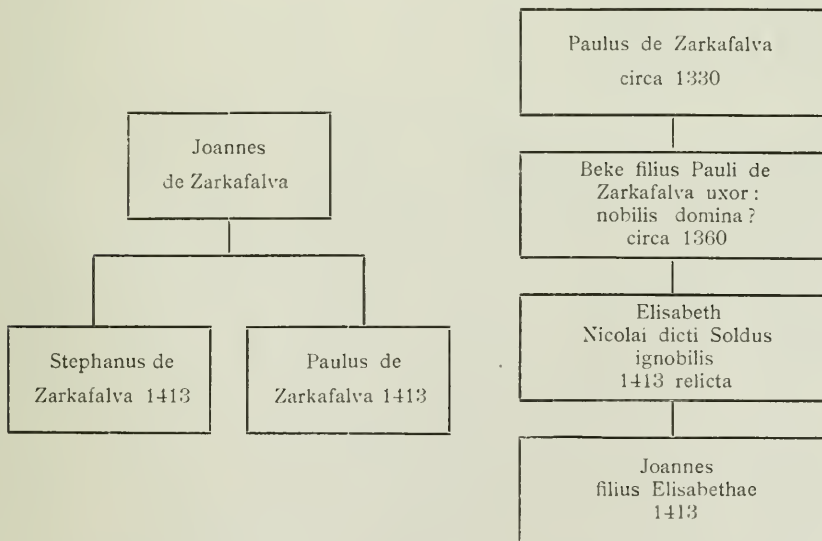 Joannes
de Zarkafalva
Stephanus de
Zarkafalva 1413
Paulus de
Zarkafalva 1413
Paulus de Zarkafalva
circa 1330
Beke filius Pauli de
Zarkafalva uxor:
nobilis domina?
circa 1360
Elisabeth
Nicolai dicti Soldus
ignobilis
1413 relicta
Joannes
filius Elisabethae
1413